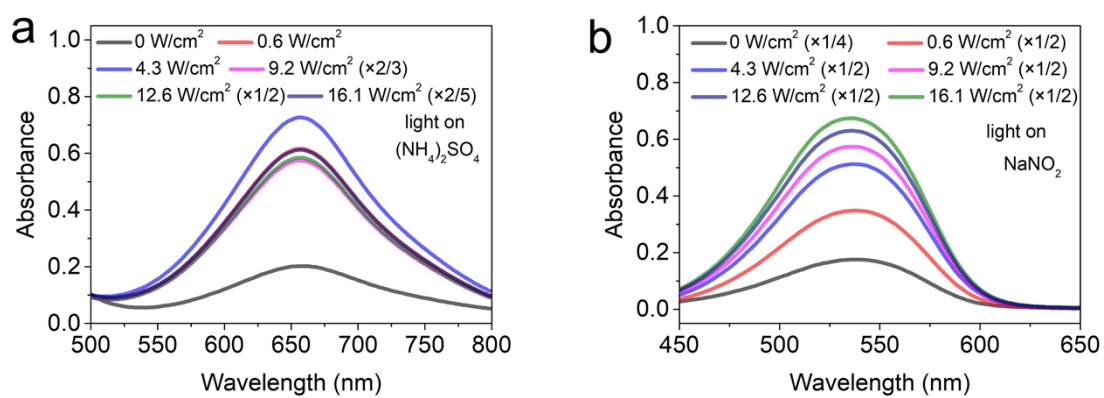 a
1.0
0.8
0.6
0.4
0.2
0.0
Absorbance
0 W/cm² 0.6 W/cm²
4.3 W/cm² 9.2 W/cm² (×2/3)
12.6 W/cm² (×1/2) 16.1 W/cm² (×2/5)
light on
(NH₄)₂SO₄
500 550 600 650 700 750 800
Wavelength (nm)
b
1.0
0.8
0.6
0.4
0.2
0.0
Absorbance
0 W/cm² (×1/4) 0.6 W/cm² (×1/2)
4.3 W/cm² (×1/2) 9.2 W/cm² (×1/2)
12.6 W/cm² (×1/2) 16.1 W/cm² (×1/2)
light on
NaNO₂
450 500 550 600 650
Wavelength (nm)